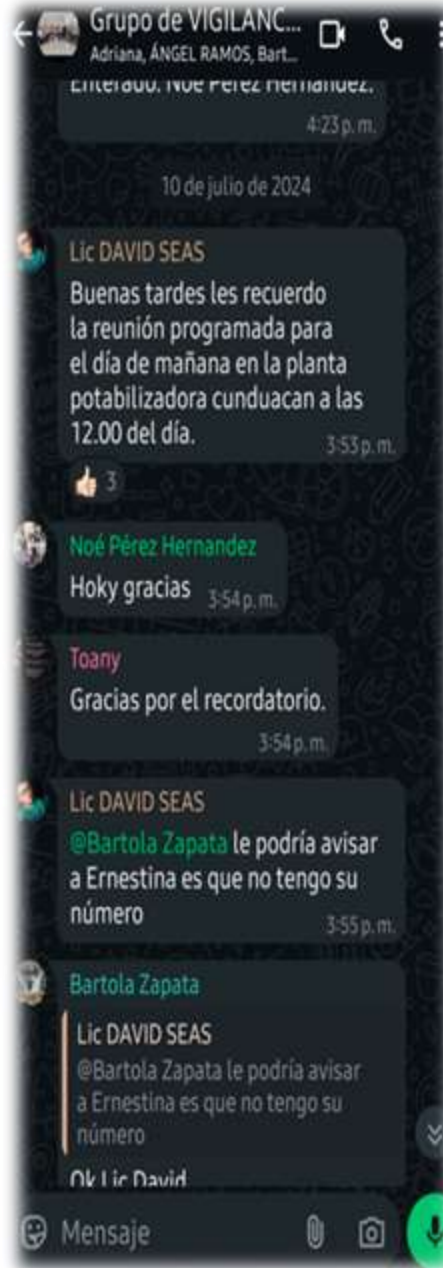 Grupo de VIGILANC...
Adriana, ÁNGEL RAMOS, Bart...
Enterado. Noé Pérez Hernández.
4:23 p. m.
10 de julio de 2024
Lic DAVID SEAS
Buenas tardes les recuerdo
la reunión programada para
el día de mañana en la planta
potabilizadora cunduacan a las
12.00 del día.
3:53 p. m.
3
Noé Pérez Hernandez
Hoky gracias
3:54 p. m.
Toany
Gracias por el recordatorio.
3:54 p. m.
Lic DAVID SEAS
@Bartola Zapata le podría avisar
a Ernestina es que no tengo su
número
3:55 p. m.
Bartola Zapata
Lic DAVID SEAS
@Bartola Zapata le podría avisar
a Ernestina es que no tengo su
número
Ok Lic David
Mensaje